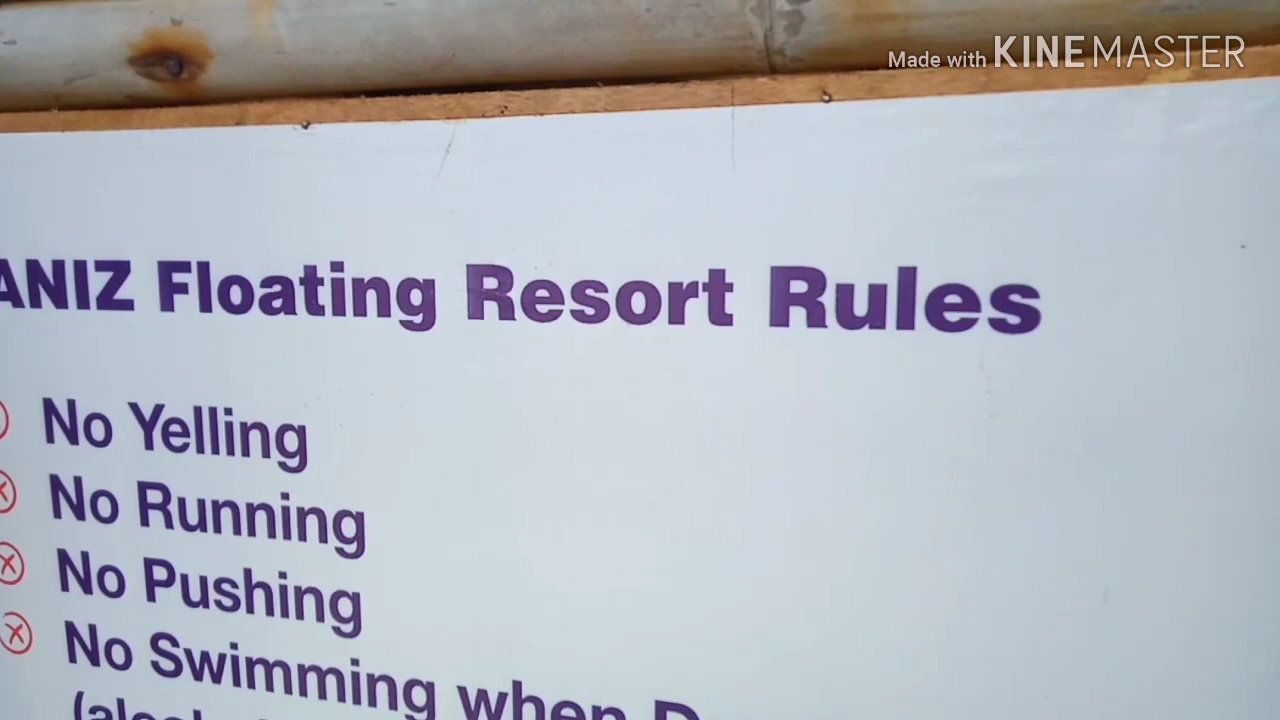 Made with KINEMASTER
ANIZ Floating Resort Rules
No Yelling
No Running
No Pushing
No Swimming when